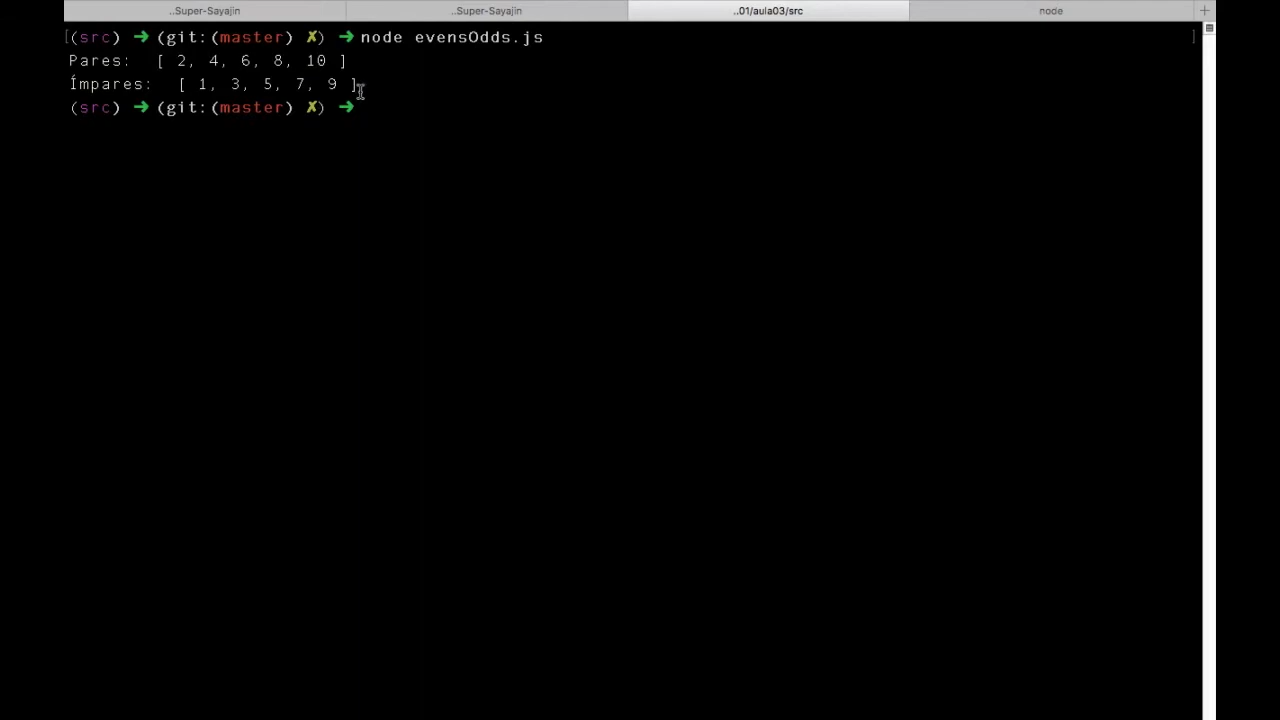 ..Super-Sayajin ..Super-Sayajin ..01/aula03/src node +
[(src) ➜ (git:(master) ✗) ➜ node evensOdds.js ]
Pares: [ 2, 4, 6, 8, 10 ]
Ímpares: [ 1, 3, 5, 7, 9 ]
(src) ➜ (git:(master) ✗) ➜